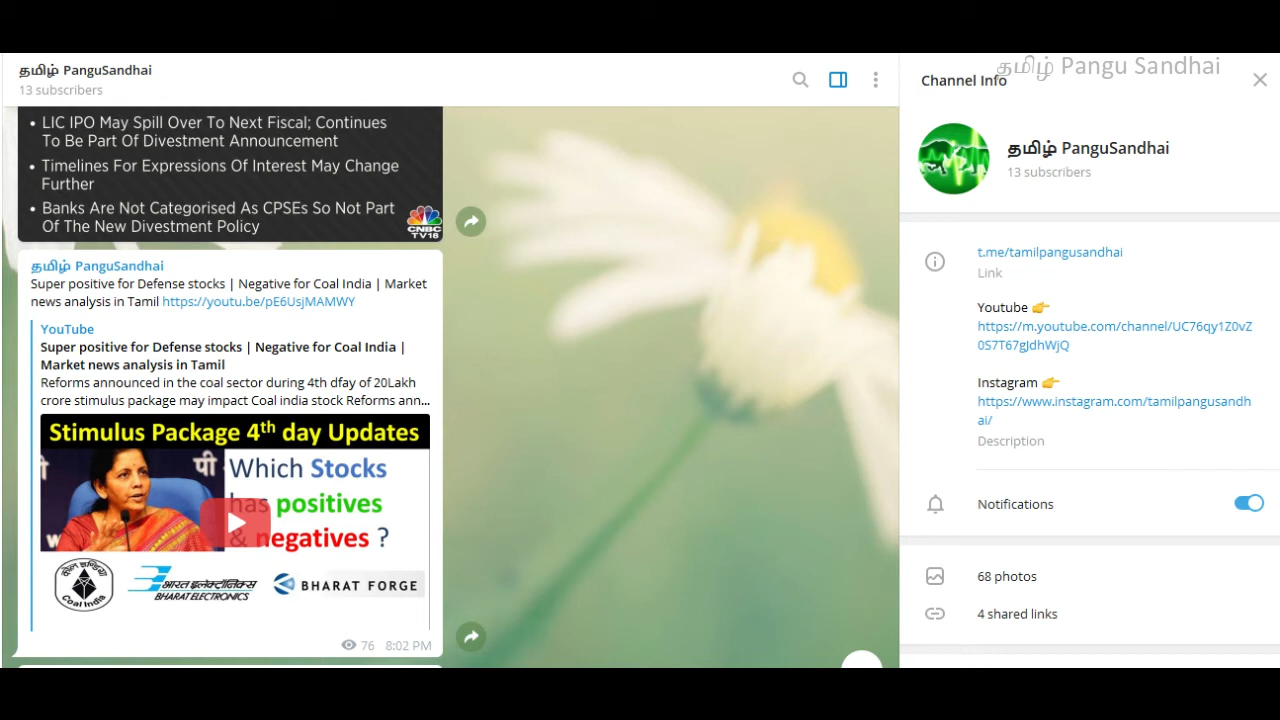 தமிழ் PanguSandhai
13 subscribers
• LIC IPO May Spill Over To Next Fiscal; Continues
To Be Part Of Divestment Announcement
• Timelines For Expressions Of Interest May Change
Further
• Banks Are Not Categorised As CPSEs So Not Part
Of The New Divestment Policy
CNBC
TV18
தமிழ் PanguSandhai
Super positive for Defense stocks | Negative for Coal India | Market
news analysis in Tamil https://youtu.be/pE6UsjMAMWY
YouTube
Super positive for Defense stocks | Negative for Coal India |
Market news analysis in Tamil
Reforms announced in the coal sector during 4th dfay of 20Lakh
crore stimulus package may impact Coal india stock Reforms ann...
Stimulus Package 4th day Updates
पी
Which Stocks
has positives
& negatives ?
कोल इण्डिया
Coal India
भारत इलेक्ट्रॉनिक्स
BHARAT ELECTRONICS
BHARAT FORGE
76 8:02 PM
தமிழ் Pangu Sandhai
Channel Info
தமிழ் PanguSandhai
13 subscribers
t.me/tamilpangusandhai
Link
Youtube 👉
https://m.youtube.com/channel/UC76qy1Z0vZ
0S7T67gJdhWjQ
Instagram 👉
https://www.instagram.com/tamilpangusandh
ai/
Description
Notifications
68 photos
4 shared links